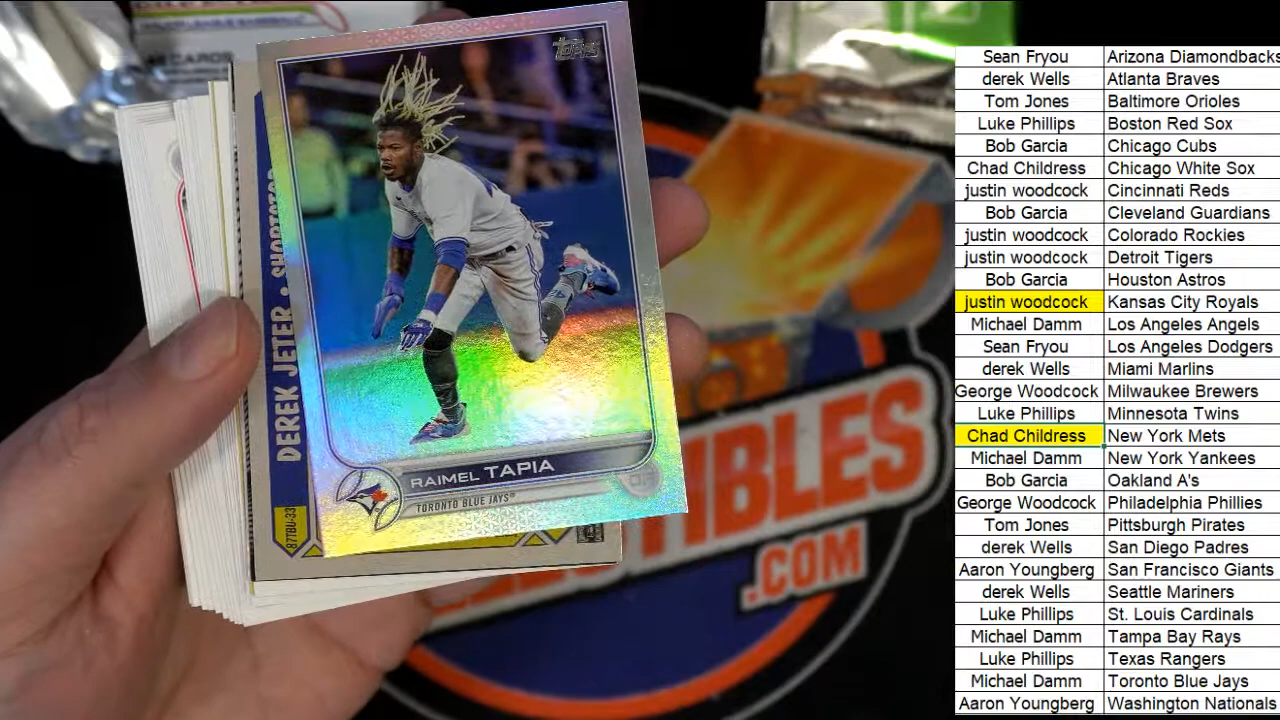 CARDS
Topps
DEREK JETER • SHORTSTOP
87TBU-33
RAIMEL TAPIA
TORONTO BLUE JAYS®
OF
.COM
Sean Fryou Arizona Diamondbacks
derek Wells Atlanta Braves
Tom Jones Baltimore Orioles
Luke Phillips Boston Red Sox
Bob Garcia Chicago Cubs
Chad Childress Chicago White Sox
justin woodcock Cincinnati Reds
Bob Garcia Cleveland Guardians
justin woodcock Colorado Rockies
justin woodcock Detroit Tigers
Bob Garcia Houston Astros
justin woodcock Kansas City Royals
Michael Damm Los Angeles Angels
Sean Fryou Los Angeles Dodgers
derek Wells Miami Marlins
George Woodcock Milwaukee Brewers
Luke Phillips Minnesota Twins
Chad Childress New York Mets
Michael Damm New York Yankees
Bob Garcia Oakland A's
George Woodcock Philadelphia Phillies
Tom Jones Pittsburgh Pirates
derek Wells San Diego Padres
Aaron Youngberg San Francisco Giants
derek Wells Seattle Mariners
Luke Phillips St. Louis Cardinals
Michael Damm Tampa Bay Rays
Luke Phillips Texas Rangers
Michael Damm Toronto Blue Jays
Aaron Youngberg Washington Nationals